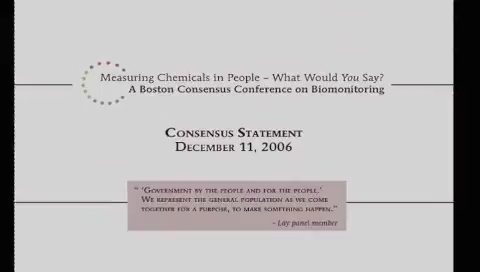 Measuring Chemicals in People – What Would You Say?
A Boston Consensus Conference on Biomonitoring
Consensus Statement
December 11, 2006
“ ‘Government by the people and for the people.’
We represent the general population as we come
together for a purpose, to make something happen.”
- Lay panel member